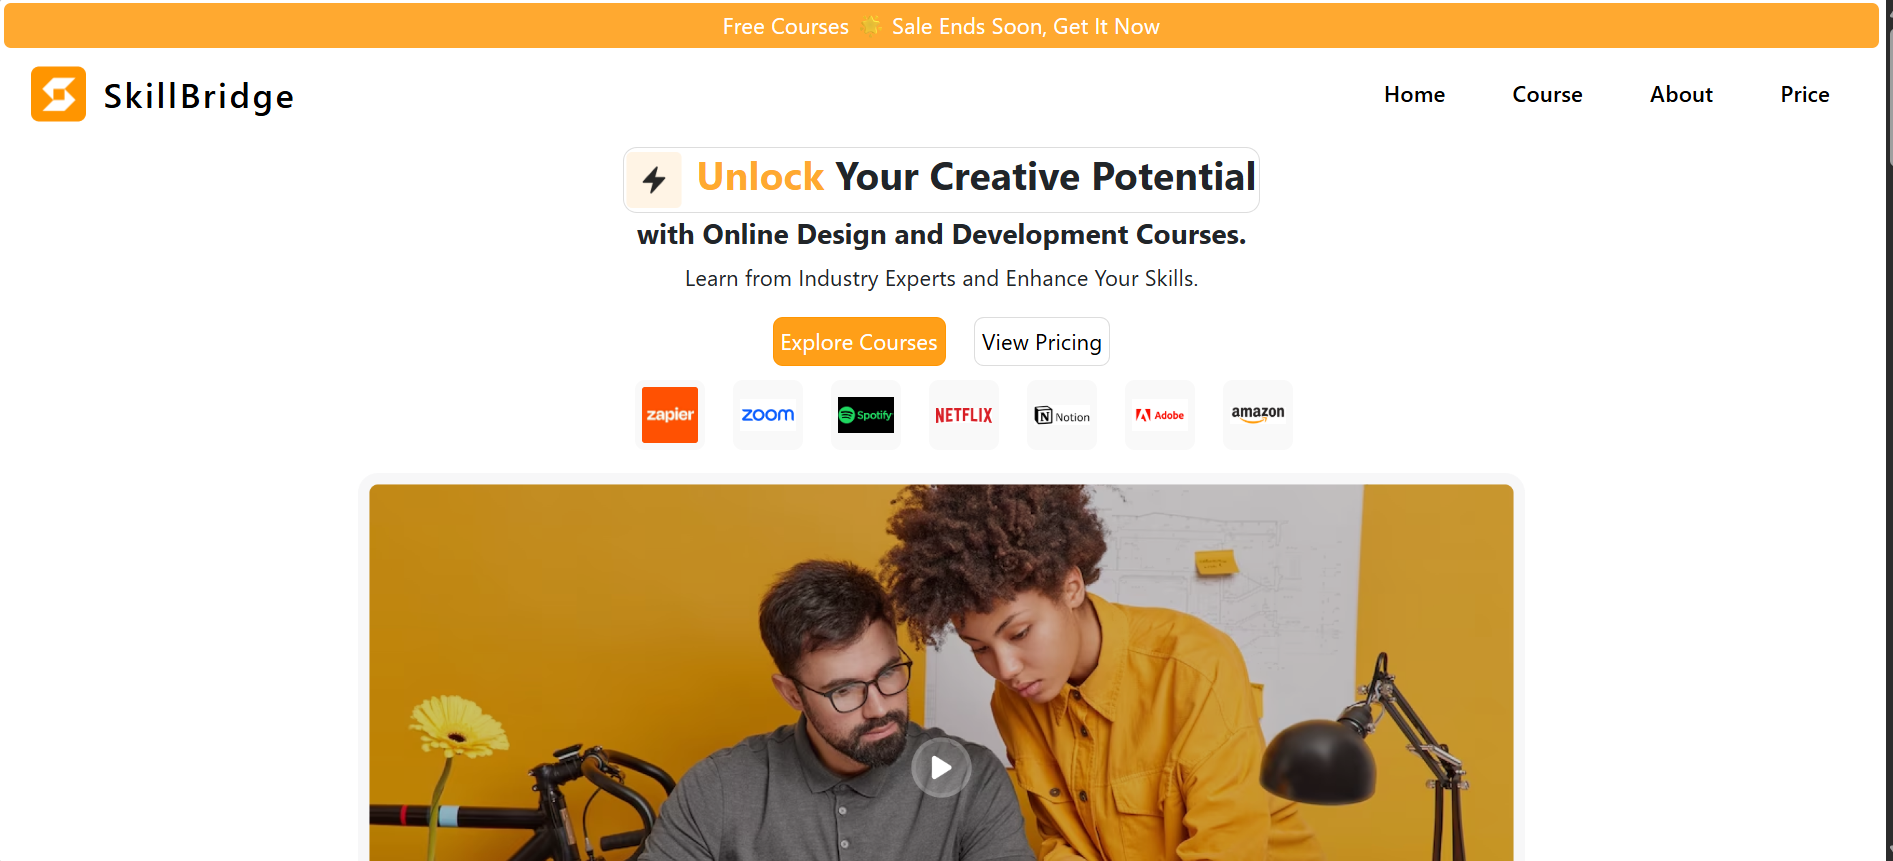 Free Courses 🌟 Sale Ends Soon, Get It Now
SkillBridge
Home Course About Price
Unlock Your Creative Potential
with Online Design and Development Courses.
Learn from Industry Experts and Enhance Your Skills.
Explore Courses View Pricing
zapier zoom Spotify NETFLIX Notion Adobe amazon